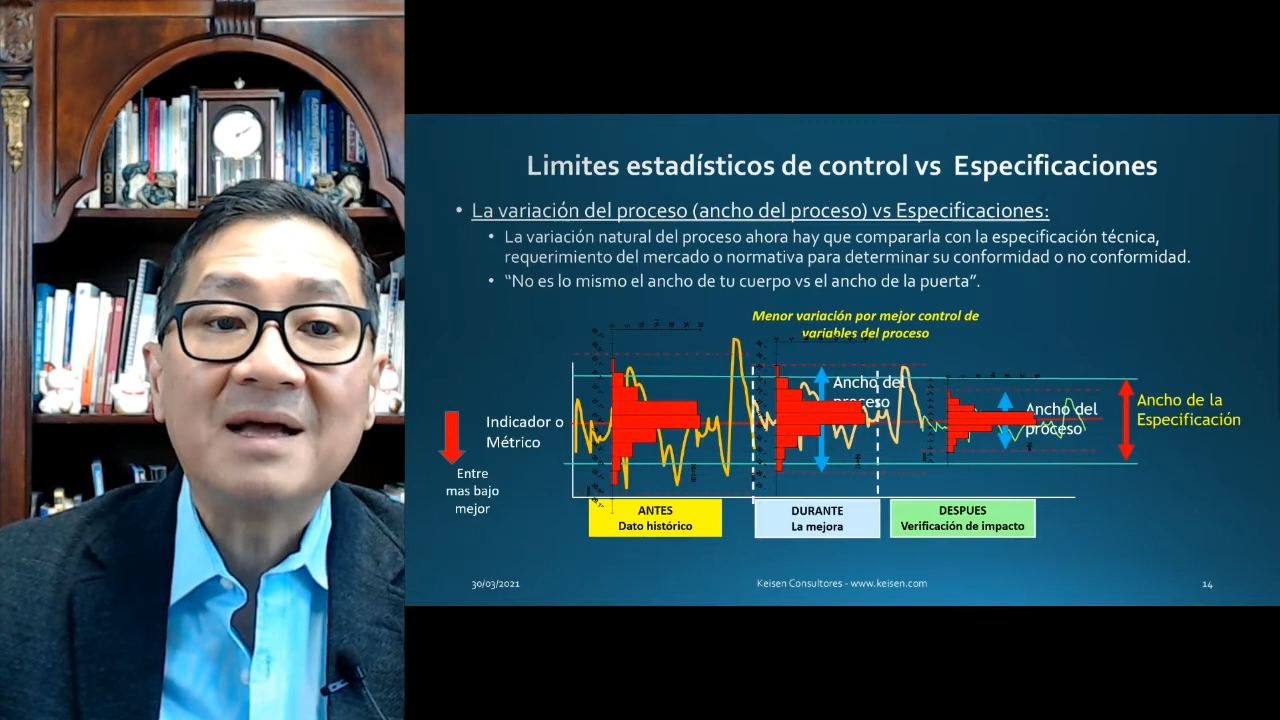 Limites estadísticos de control vs Especificaciones
• La variación del proceso (ancho del proceso) vs Especificaciones:
• La variación natural del proceso ahora hay que compararla con la especificación técnica,
requerimiento del mercado o normativa para determinar su conformidad o no conformidad.
• “No es lo mismo el ancho de tu cuerpo vs el ancho de la puerta”.
Menor variación por mejor control de
variables del proceso
Indicador o
Métrico
Entre
mas bajo
mejor
Ancho del
proceso
Ancho del
proceso
Ancho de la
Especificación
ANTES
Dato histórico
DURANTE
La mejora
DESPUES
Verificación de impacto
30/03/2021
Keisen Consultores - www.keisen.com
14